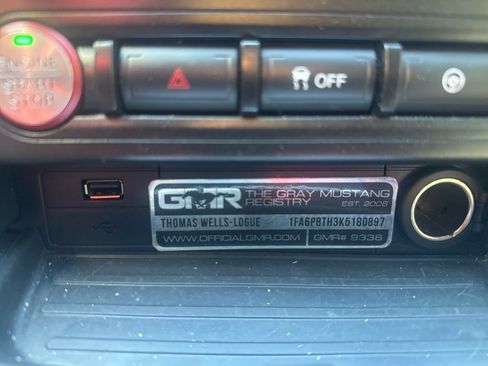 ENGINE
START
STOP
OFF
GMR
THE GRAY MUSTANG
REGISTRY
EST. 2005
THOMAS WELLS-LOGUE 1FA6P8TH3K5180897
WWW.OFFICIALGMR.COM GMR# 9336